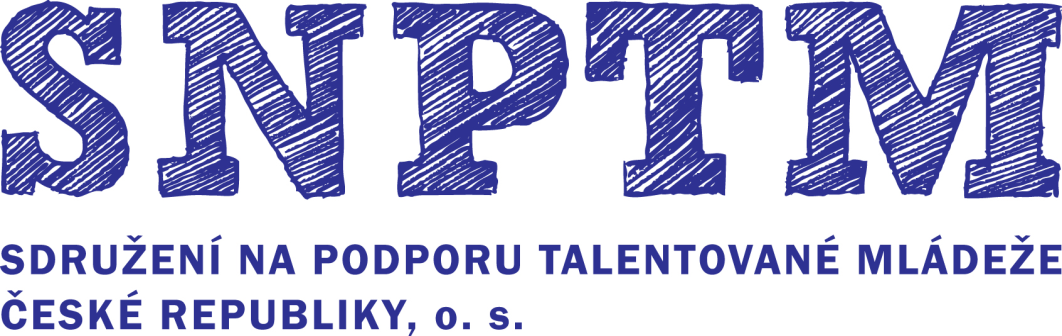 SNPTM
SDRUŽENÍ NA PODPORU TALENTOVANÉ MLÁDEŽE
ČESKÉ REPUBLIKY, o. s.